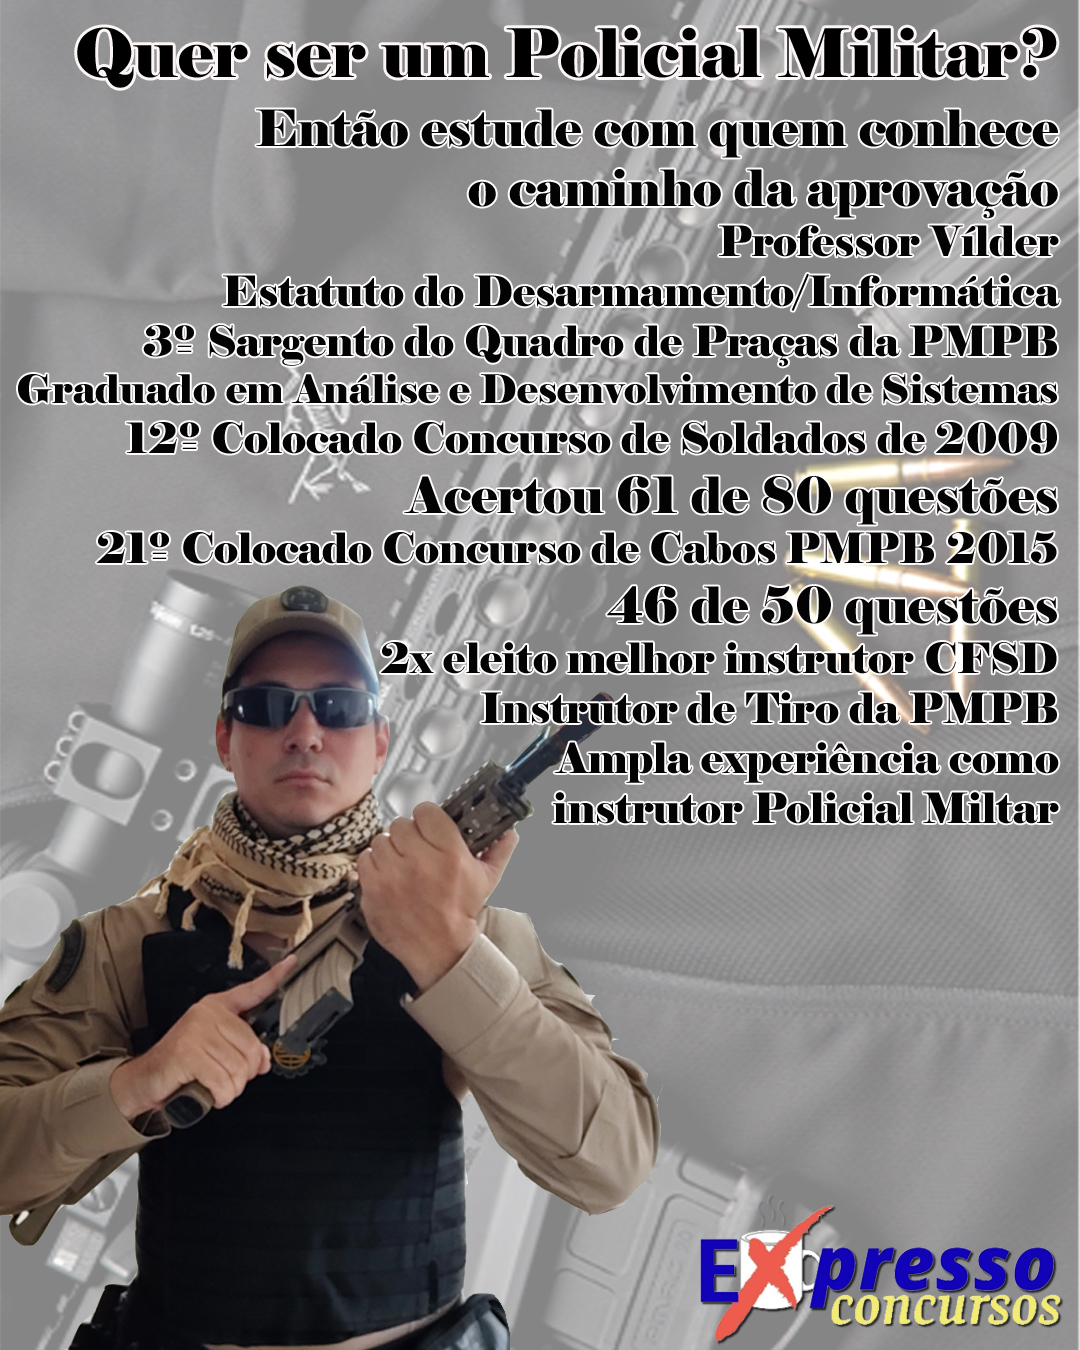 Quer ser um Policial Militar?
Então estude com quem conhece
o caminho da aprovação
Professor Vílder
Estatuto do Desarmamento/Informática
3º Sargento do Quadro de Praças da PMPB
Graduado em Análise e Desenvolvimento de Sistemas
12º Colocado Concurso de Soldados de 2009
Acertou 61 de 80 questões
21º Colocado Concurso de Cabos PMPB 2015
46 de 50 questões
2x eleito melhor instrutor CFSD
Instrutor de Tiro da PMPB
Ampla experiência como
instrutor Policial Miltar
1.25
Expresso
concursos